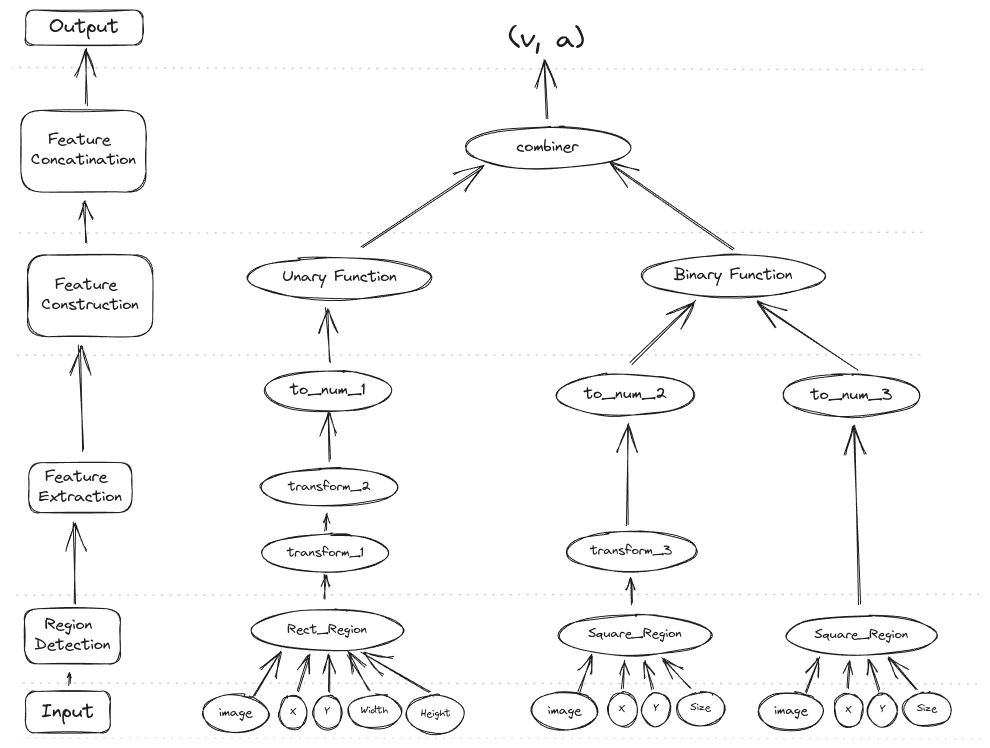 Output
(v, a)
Feature
Concatination
combiner
Feature
Construction
Unary Function
Binary Function
to_num_1
to_num_2
to_num_3
Feature
Extraction
transform_2
transform_1
transform_3
Region
Detection
Rect_Region
Square_Region
Square_Region
Input
image
X
Y
Width
Height
image
X
Y
Size
image
X
Y
Size